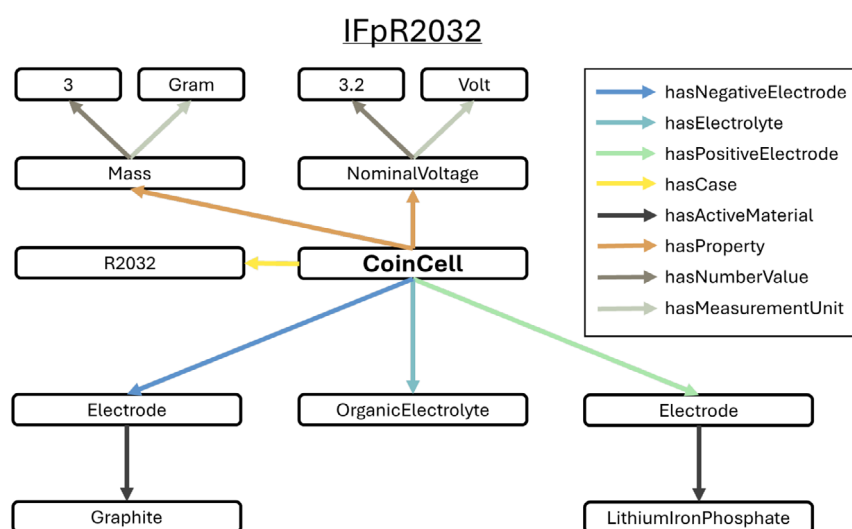 IFpR2032
3
Gram
3.2
Volt
Mass
NominalVoltage
R2032
CoinCell
hasNegativeElectrode
hasElectrolyte
hasPositiveElectrode
hasCase
hasActiveMaterial
hasProperty
hasNumberValue
hasMeasurementUnit
Electrode
OrganicElectrolyte
Electrode
Graphite
LithiumIronPhosphate